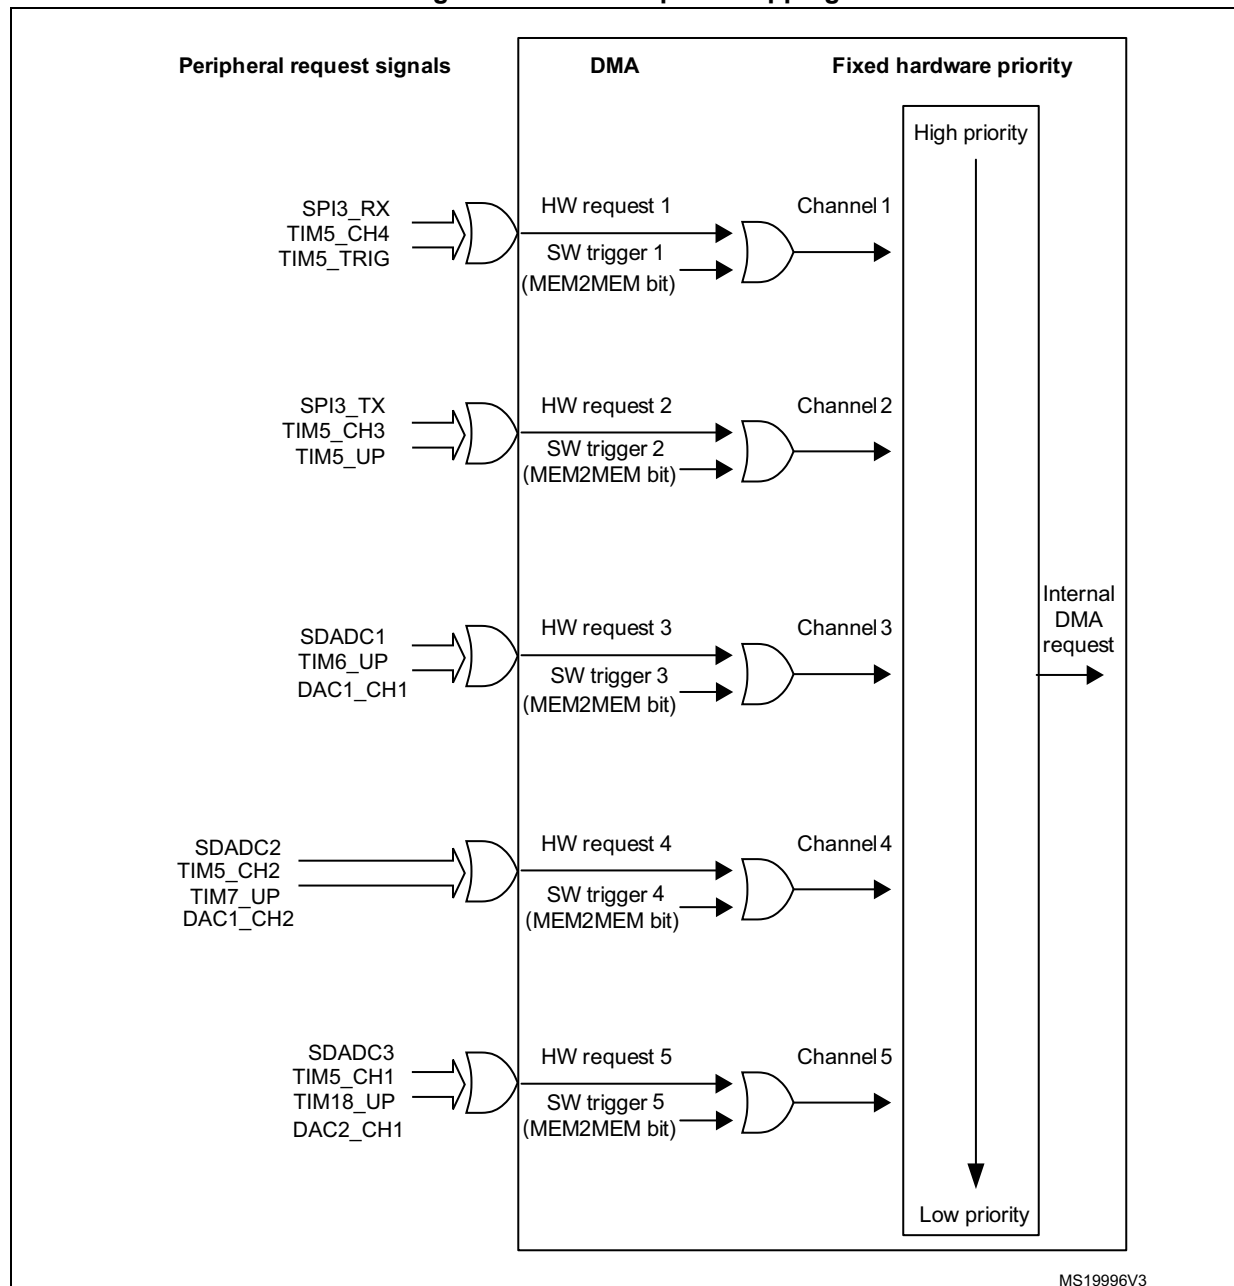 Peripheral request signals
DMA
Fixed hardware priority
High priority
SPI3_RX
TIM5_CH4
TIM5_TRIG
HW request 1
SW trigger 1
(MEM2MEM bit)
Channel 1
SPI3_TX
TIM5_CH3
TIM5_UP
HW request 2
SW trigger 2
(MEM2MEM bit)
Channel 2
SDADC1
TIM6_UP
DAC1_CH1
HW request 3
SW trigger 3
(MEM2MEM bit)
Channel 3
Internal
DMA
request
SDADC2
TIM5_CH2
TIM7_UP
DAC1_CH2
HW request 4
SW trigger 4
(MEM2MEM bit)
Channel 4
SDADC3
TIM5_CH1
TIM18_UP
DAC2_CH1
HW request 5
SW trigger 5
(MEM2MEM bit)
Channel 5
Low priority
MS19996V3